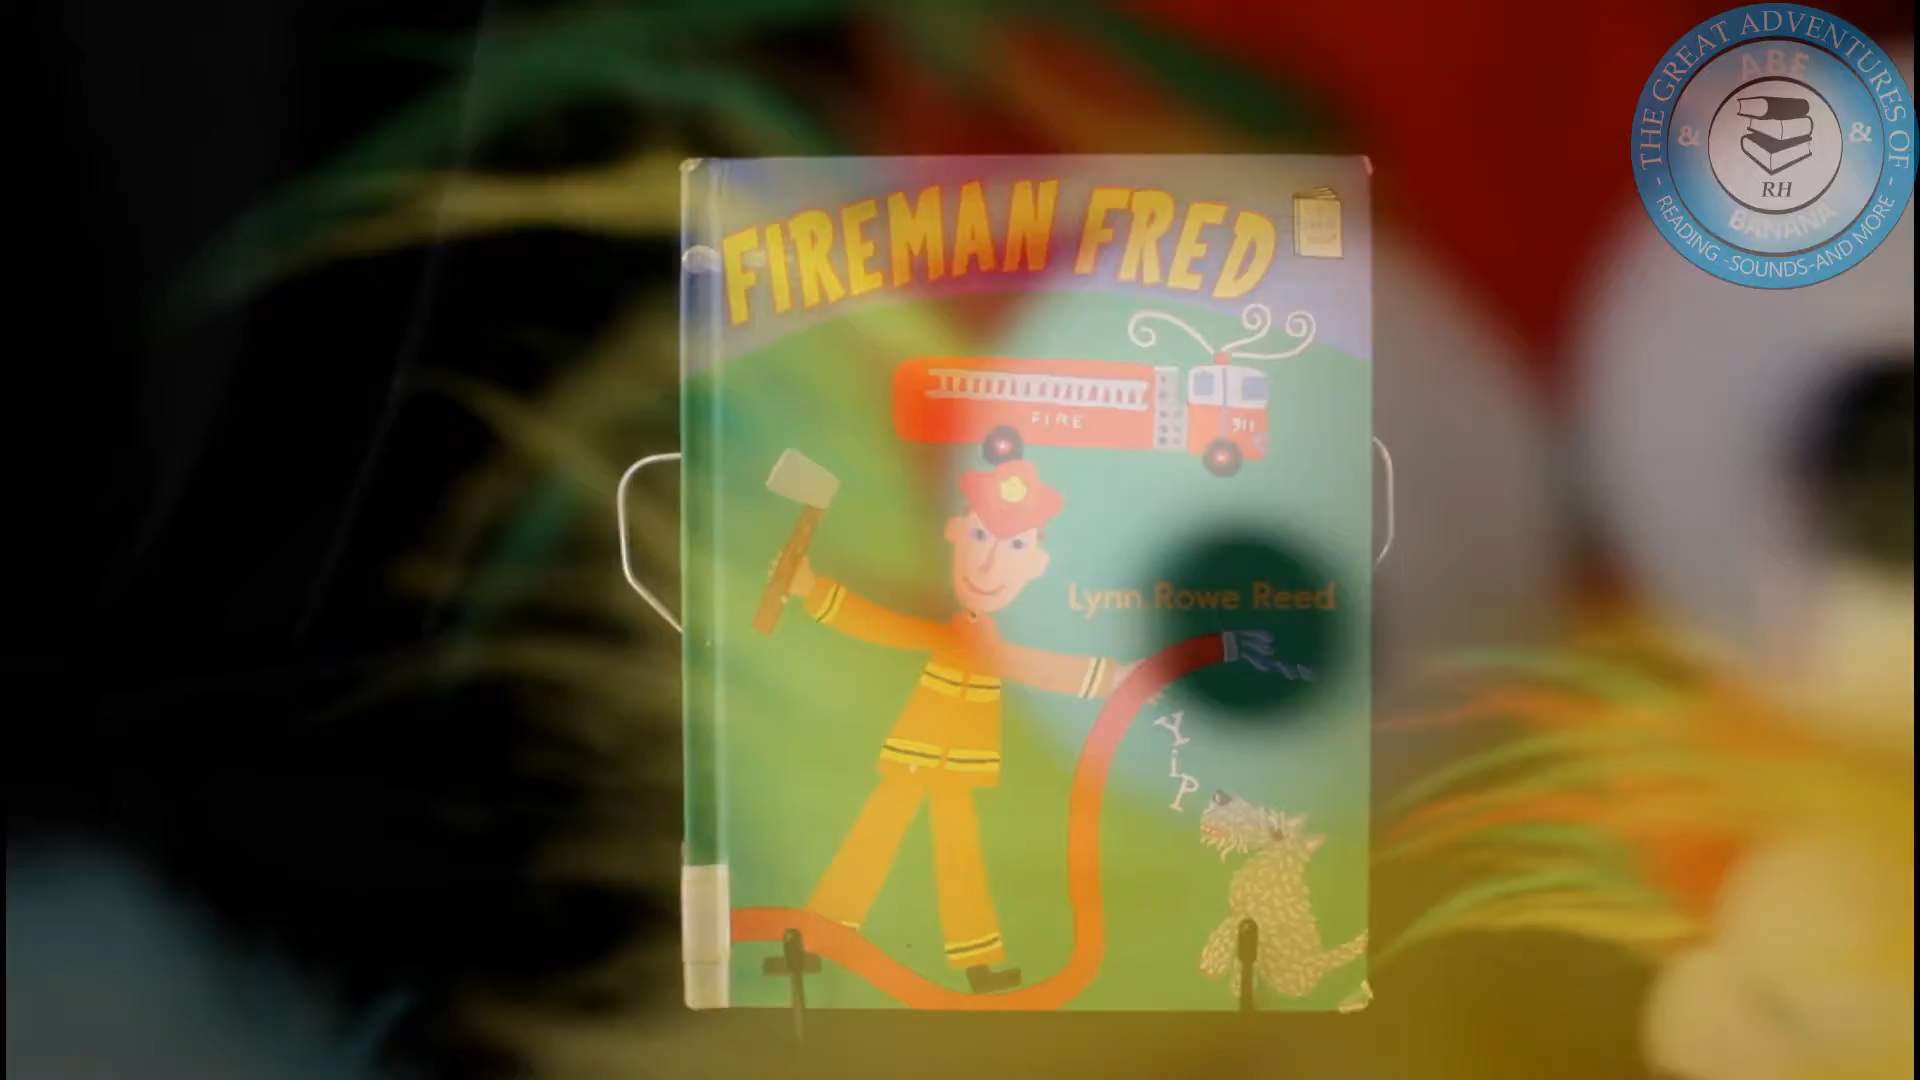 THE GREAT ADVENTURES OF
ABE
& &
RH
BANANA
- READING -SOUNDS-AND MORE -
FIREMAN FRED
FIRE
911
Lynn Rowe Reed
YiP